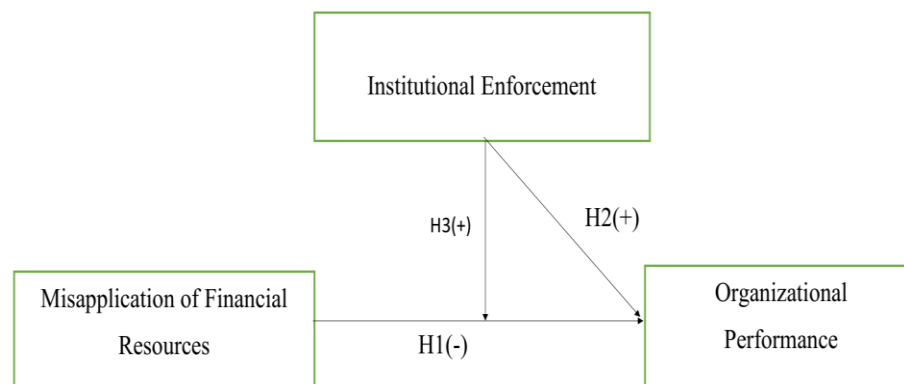 Institutional Enforcement
H3(+)
H2(+)
Misapplication of Financial
Resources
H1(-)
Organizational
Performance